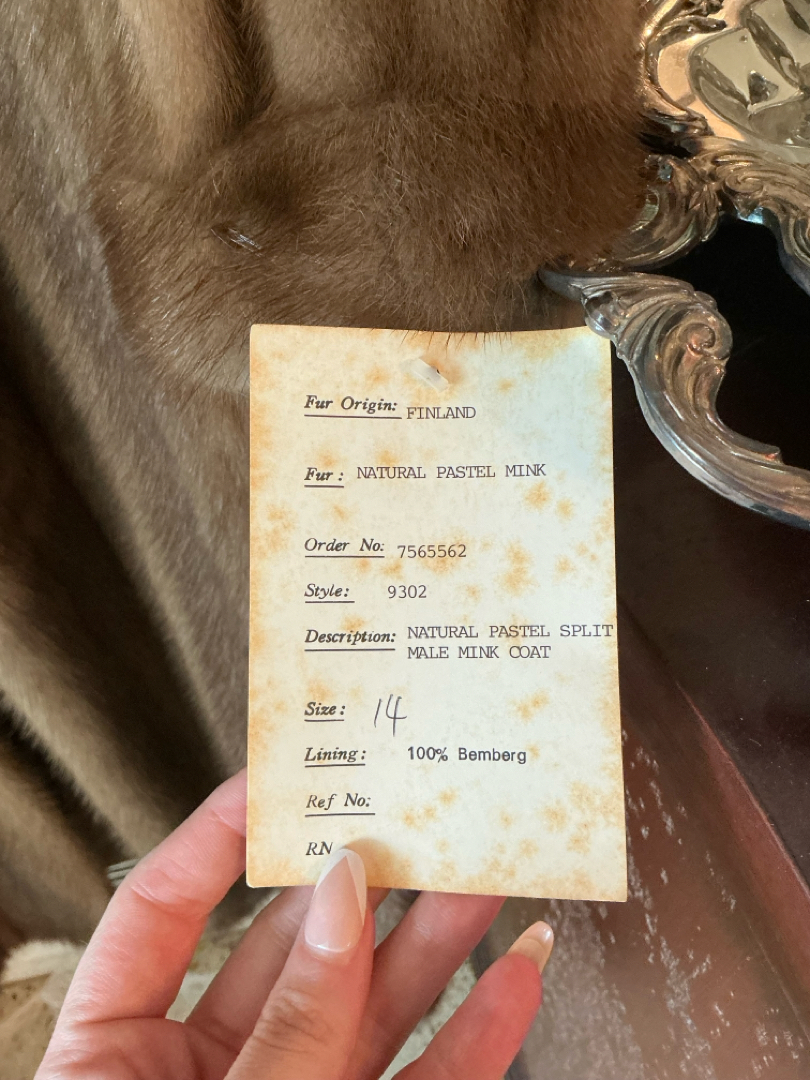 Fur Origin: FINLAND
Fur: NATURAL PASTEL MINK
Order No: 7565562
Style: 9302
Description: NATURAL PASTEL SPLIT
MALE MINK COAT
Size: 14
Lining: 100% Bemberg
Ref No:
RN